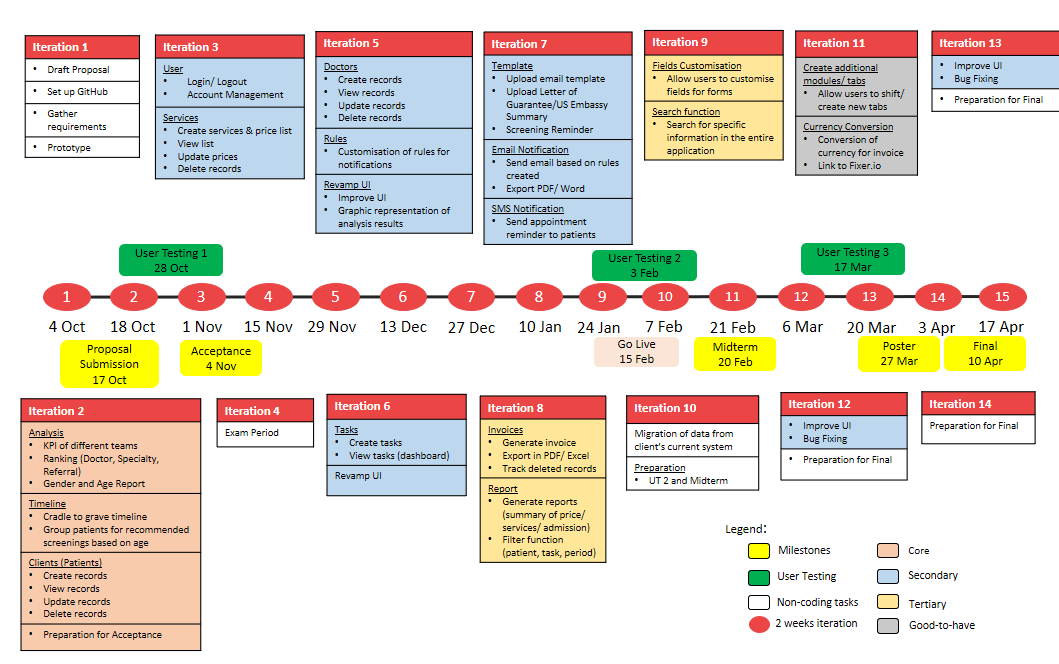 Iteration 1
• Draft Proposal
• Set up GitHub
• Gather
requirements
• Prototype
Iteration 3
User
• Login/ Logout
• Account Management
Services
• Create services & price list
• View list
• Update prices
• Delete records
Iteration 5
Doctors
• Create records
• View records
• Update records
• Delete records
Rules
• Customisation of rules for
notifications
Revamp UI
• Improve UI
• Graphic representation of
analysis results
Iteration 7
Template
• Upload email template
• Upload Letter of
Guarantee/US Embassy
Summary
• Screening Reminder
Email Notification
• Send email based on rules
created
• Export PDF/ Word
SMS Notification
• Send appointment
reminder to patients
Iteration 9
Fields Customisation
• Allow users to customise
fields for forms
Search function
• Search for specific
information in the entire
application
Iteration 11
Create additional
modules/ tabs
• Allow users to shift/
create new tabs
Currency Conversion
• Conversion of
currency for invoice
• Link to Fixer.io
Iteration 13
• Improve UI
• Bug Fixing
• Preparation for Final
User Testing 1
28 Oct
User Testing 2
3 Feb
User Testing 3
17 Mar
1 2 3 4 5 6 7 8 9 10 11 12 13 14 15
4 Oct 18 Oct 1 Nov 15 Nov 29 Nov 13 Dec 27 Dec 10 Jan 24 Jan 7 Feb 21 Feb 6 Mar 20 Mar 3 Apr 17 Apr
Proposal
Submission
17 Oct
Acceptance
4 Nov
Go Live
15 Feb
Midterm
20 Feb
Poster
27 Mar
Final
10 Apr
Iteration 2
Analysis
• KPI of different teams
• Ranking (Doctor, Specialty,
Referral)
• Gender and Age Report
Timeline
• Cradle to grave timeline
• Group patients for recommended
screenings based on age
Clients (Patients)
• Create records
• View records
• Update records
• Delete records
• Preparation for Acceptance
Iteration 4
Exam Period
Iteration 6
Tasks
• Create tasks
• View tasks (dashboard)
Revamp UI
Iteration 8
Invoices
• Generate invoice
• Export in PDF/ Excel
• Track deleted records
Report
• Generate reports
(summary of price/
services/ admission)
• Filter function
(patient, task, period)
Iteration 10
Migration of data from
client's current system
Preparation
• UT 2 and Midterm
Iteration 12
• Improve UI
• Bug Fixing
• Preparation for Final
Iteration 14
Preparation for Final
Legend:
Milestones
User Testing
Non-coding tasks
2 weeks iteration
Core
Secondary
Tertiary
Good-to-have